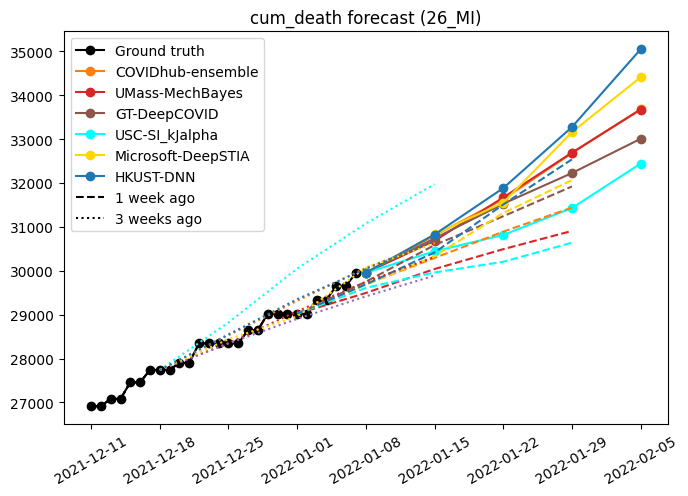 cum_death forecast (26_MI)
35000
34000
33000
32000
31000
30000
29000
28000
27000
Ground truth
COVIDhub-ensemble
UMass-MechBayes
GT-DeepCOVID
USC-SI_kJalpha
Microsoft-DeepSTIA
HKUST-DNN
1 week ago
3 weeks ago
2021-12-11
2021-12-18
2021-12-25
2022-01-01
2022-01-08
2022-01-15
2022-01-22
2022-01-29
2022-02-05